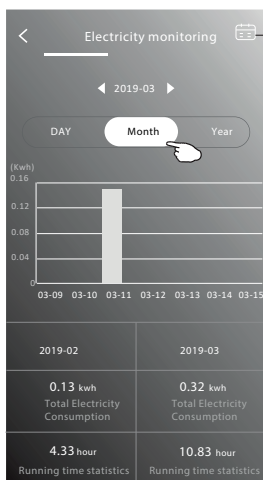 Electricity monitoring
2019-03
DAY Month Year
(Kwh)
0.16
0.12
0.08
0.04
0
03-09 03-10 03-11 03-12 03-13 03-14 03-15
2019-02 2019-03
0.13 kwh 0.32 kwh
Total Electricity Total Electricity
Consumption Consumption
4.33 hour 10.83 hour
Running time statistics Running time statistics